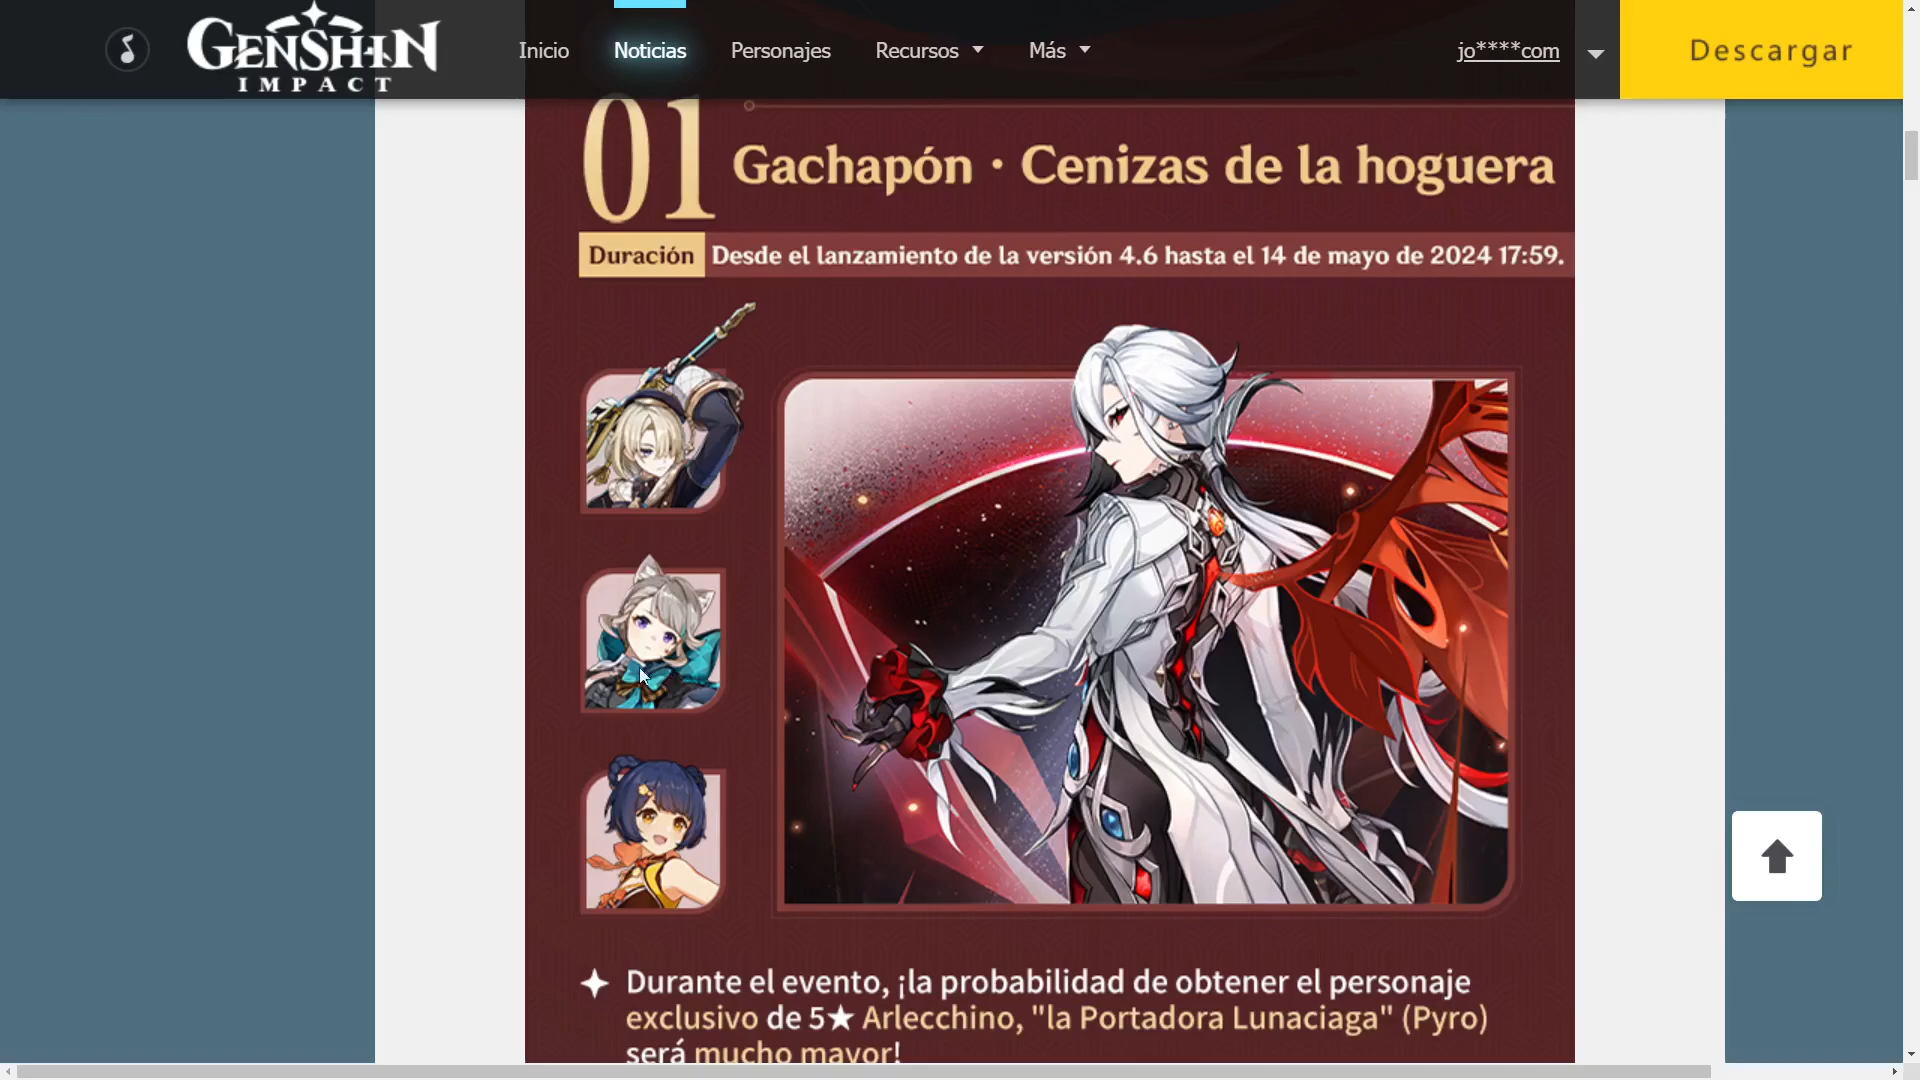 GENSHIN
IMPACT
Inicio
Noticias
Personajes
Recursos
Más
jo****com
Descargar
01
Gachapón · Cenizas de la hoguera
Duración
Desde el lanzamiento de la versión 4.6 hasta el 14 de mayo de 2024 17:59.
Durante el evento, ¡la probabilidad de obtener el personaje
exclusivo de 5★ Arlecchino, "la Portadora Lunaciaga" (Pyro)
será mucho mayor!